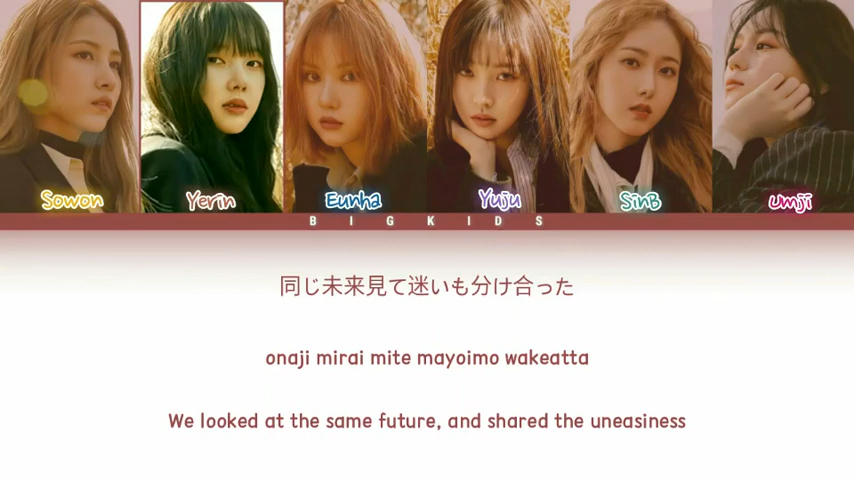 Sowon Yerin Eunha Yuju SinB Umji
BIGKIDS
同じ未来見て迷いも分け合った
onaji mirai mite mayoimo wakeatta
We looked at the same future, and shared the uneasiness